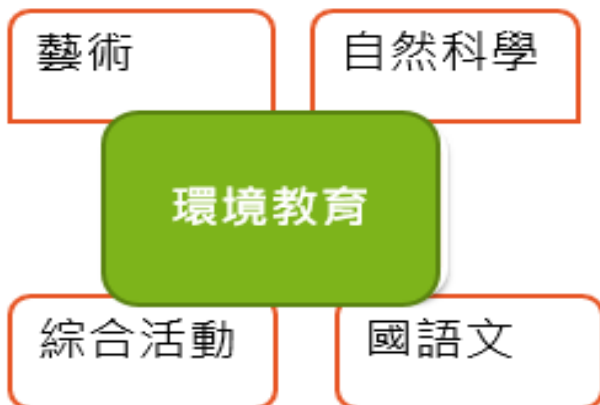 藝術
自然科學
環境教育
綜合活動
國語文